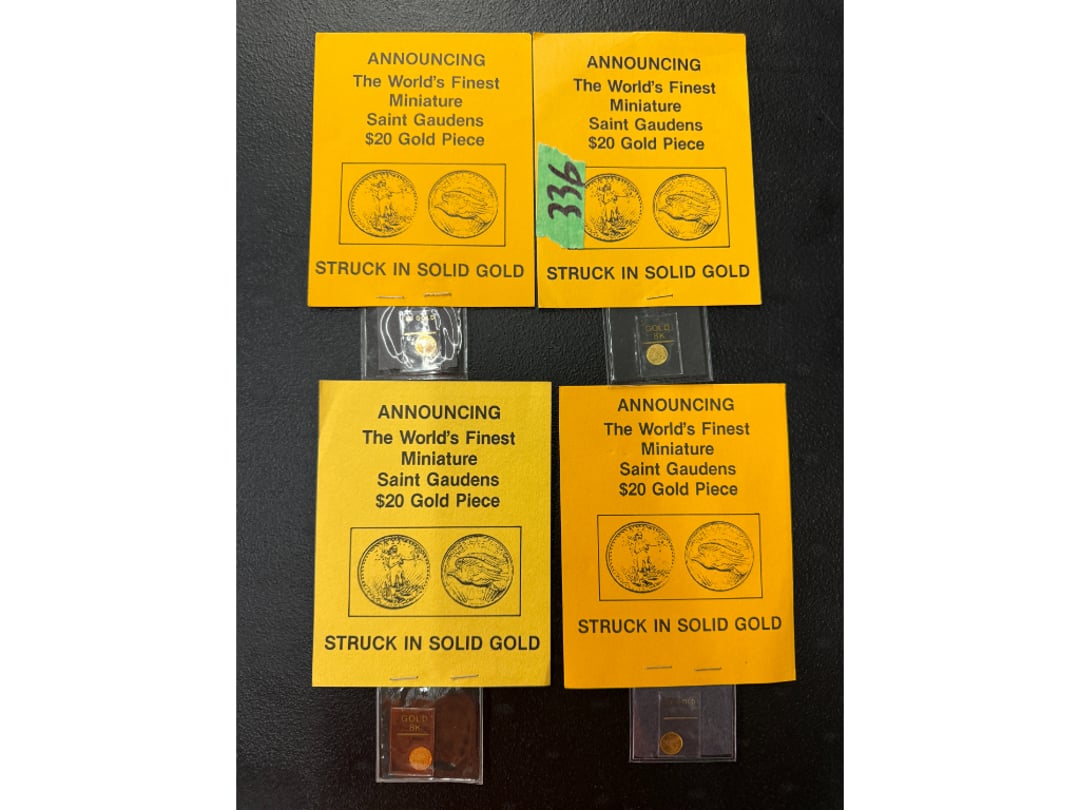 ANNOUNCING
The World's Finest
Miniature
Saint Gaudens
$20 Gold Piece
STRUCK IN SOLID GOLD
ANNOUNCING
The World's Finest
Miniature
Saint Gaudens
$20 Gold Piece
336
STRUCK IN SOLID GOLD
GOLD
8K
ANNOUNCING
The World's Finest
Miniature
Saint Gaudens
$20 Gold Piece
STRUCK IN SOLID GOLD
GOLD
8K
ANNOUNCING
The World's Finest
Miniature
Saint Gaudens
$20 Gold Piece
STRUCK IN SOLID GOLD